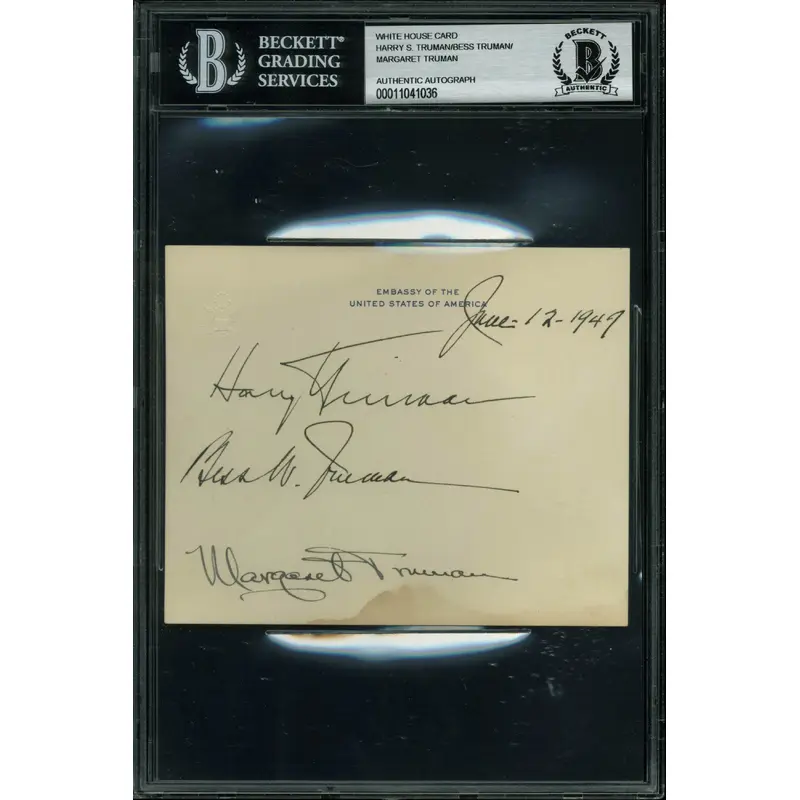 BECKETT® GRADING SERVICES
WHITE HOUSE CARD
HARRY S. TRUMAN/BESS TRUMAN/
MARGARET TRUMAN
AUTHENTIC AUTOGRAPH
00011041036
BECKETT
B
AUTHENTIC
EMBASSY OF THE
UNITED STATES OF AMERICA
June-12-1949
Harry Truman
Bess W. Truman
Margaret Truman